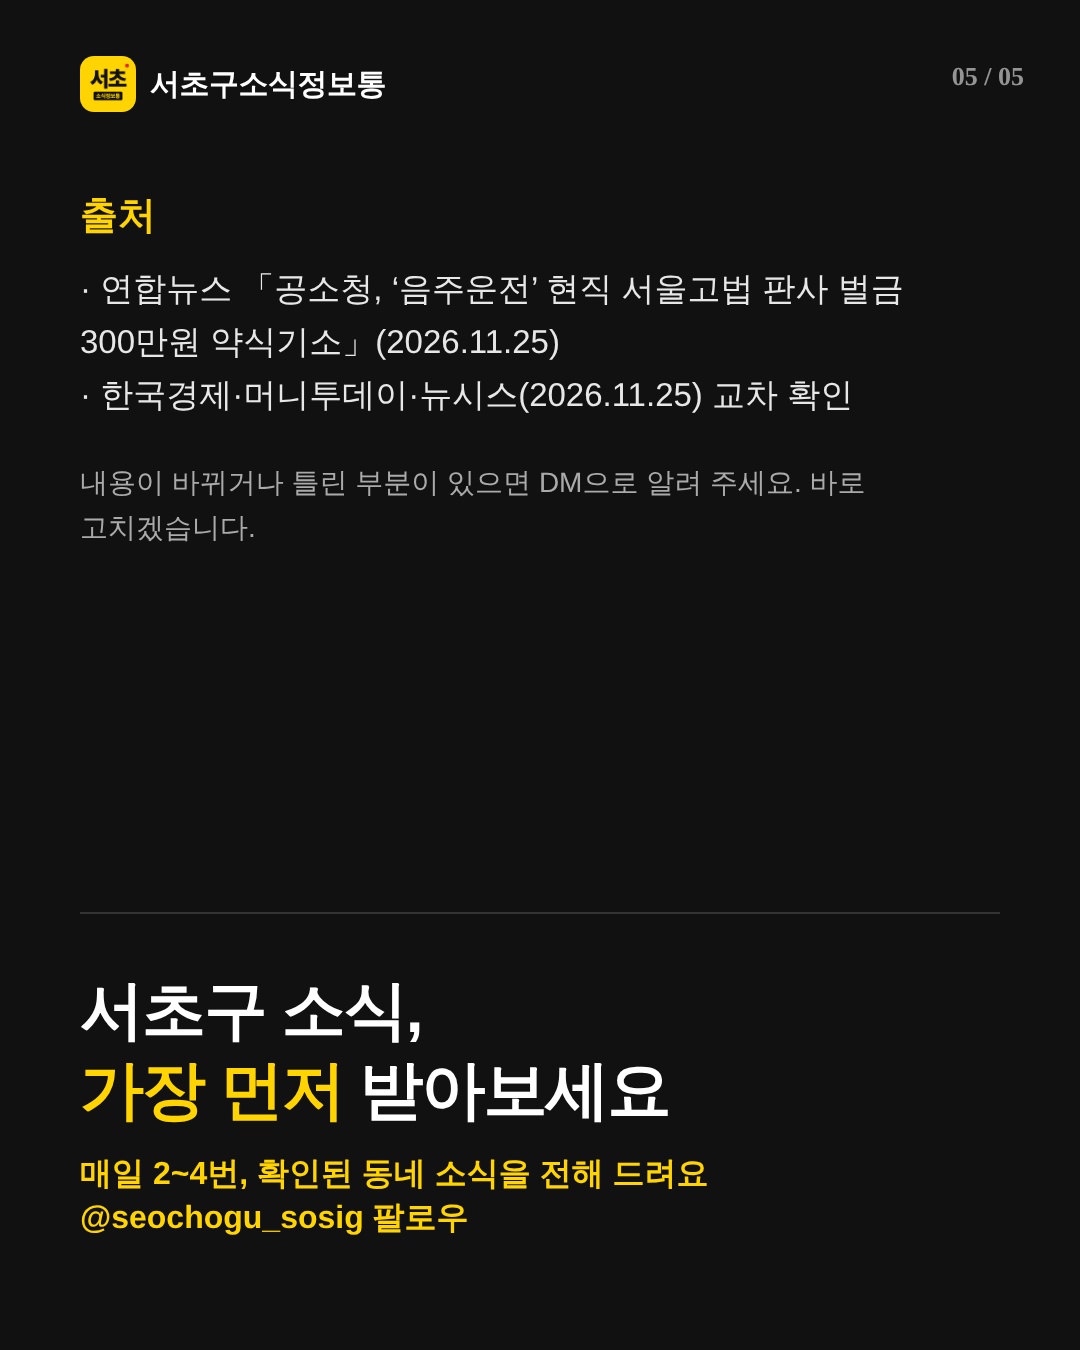 서초
소식정보통
서초구소식정보통
05 / 05
출처
· 연합뉴스 「공소청, ‘음주운전’ 현직 서울고법 판사 벌금
300만원 약식기소」(2026.11.25)
· 한국경제·머니투데이·뉴시스(2026.11.25) 교차 확인
내용이 바뀌거나 틀린 부분이 있으면 DM으로 알려 주세요. 바로
고치겠습니다.
서초구 소식,
가장 먼저 받아보세요
매일 2~4번, 확인된 동네 소식을 전해 드려요
@seochogu_sosig 팔로우